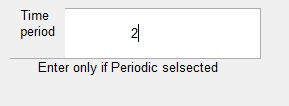 Time
period
2
Enter only if Periodic selsected